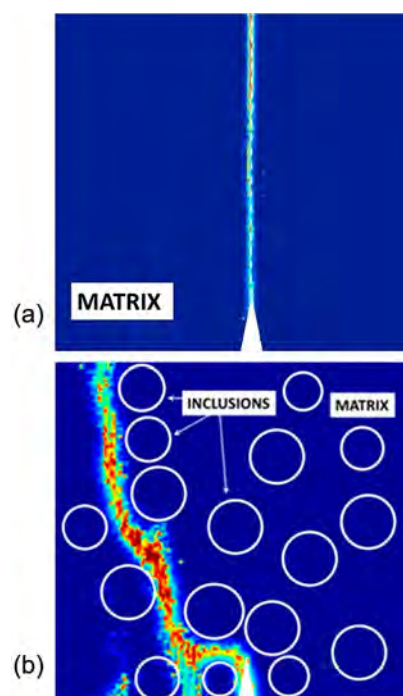 MATRIX
(a)
INCLUSIONS
MATRIX
(b)